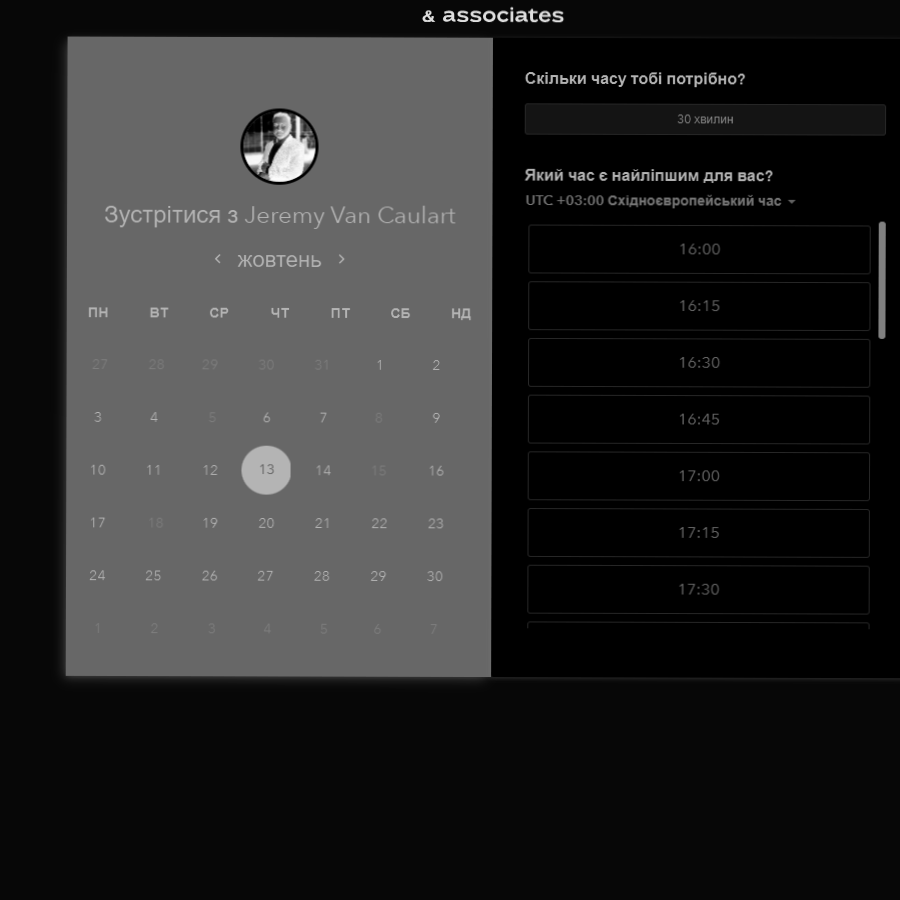 & associates
Зустрітися з Jeremy Van Caulart
жовтень
ПН ВТ СР ЧТ ПТ СБ НД
27 28 29 30 31 1 2
3 4 5 6 7 8 9
10 11 12 13 14 15 16
17 18 19 20 21 22 23
24 25 26 27 28 29 30
1 2 3 4 5 6 7
Скільки часу тобі потрібно?
30 хвилин
Який час є найліпшим для вас?
UTC +03:00 Східноєвропейський час
16:00
16:15
16:30
16:45
17:00
17:15
17:30